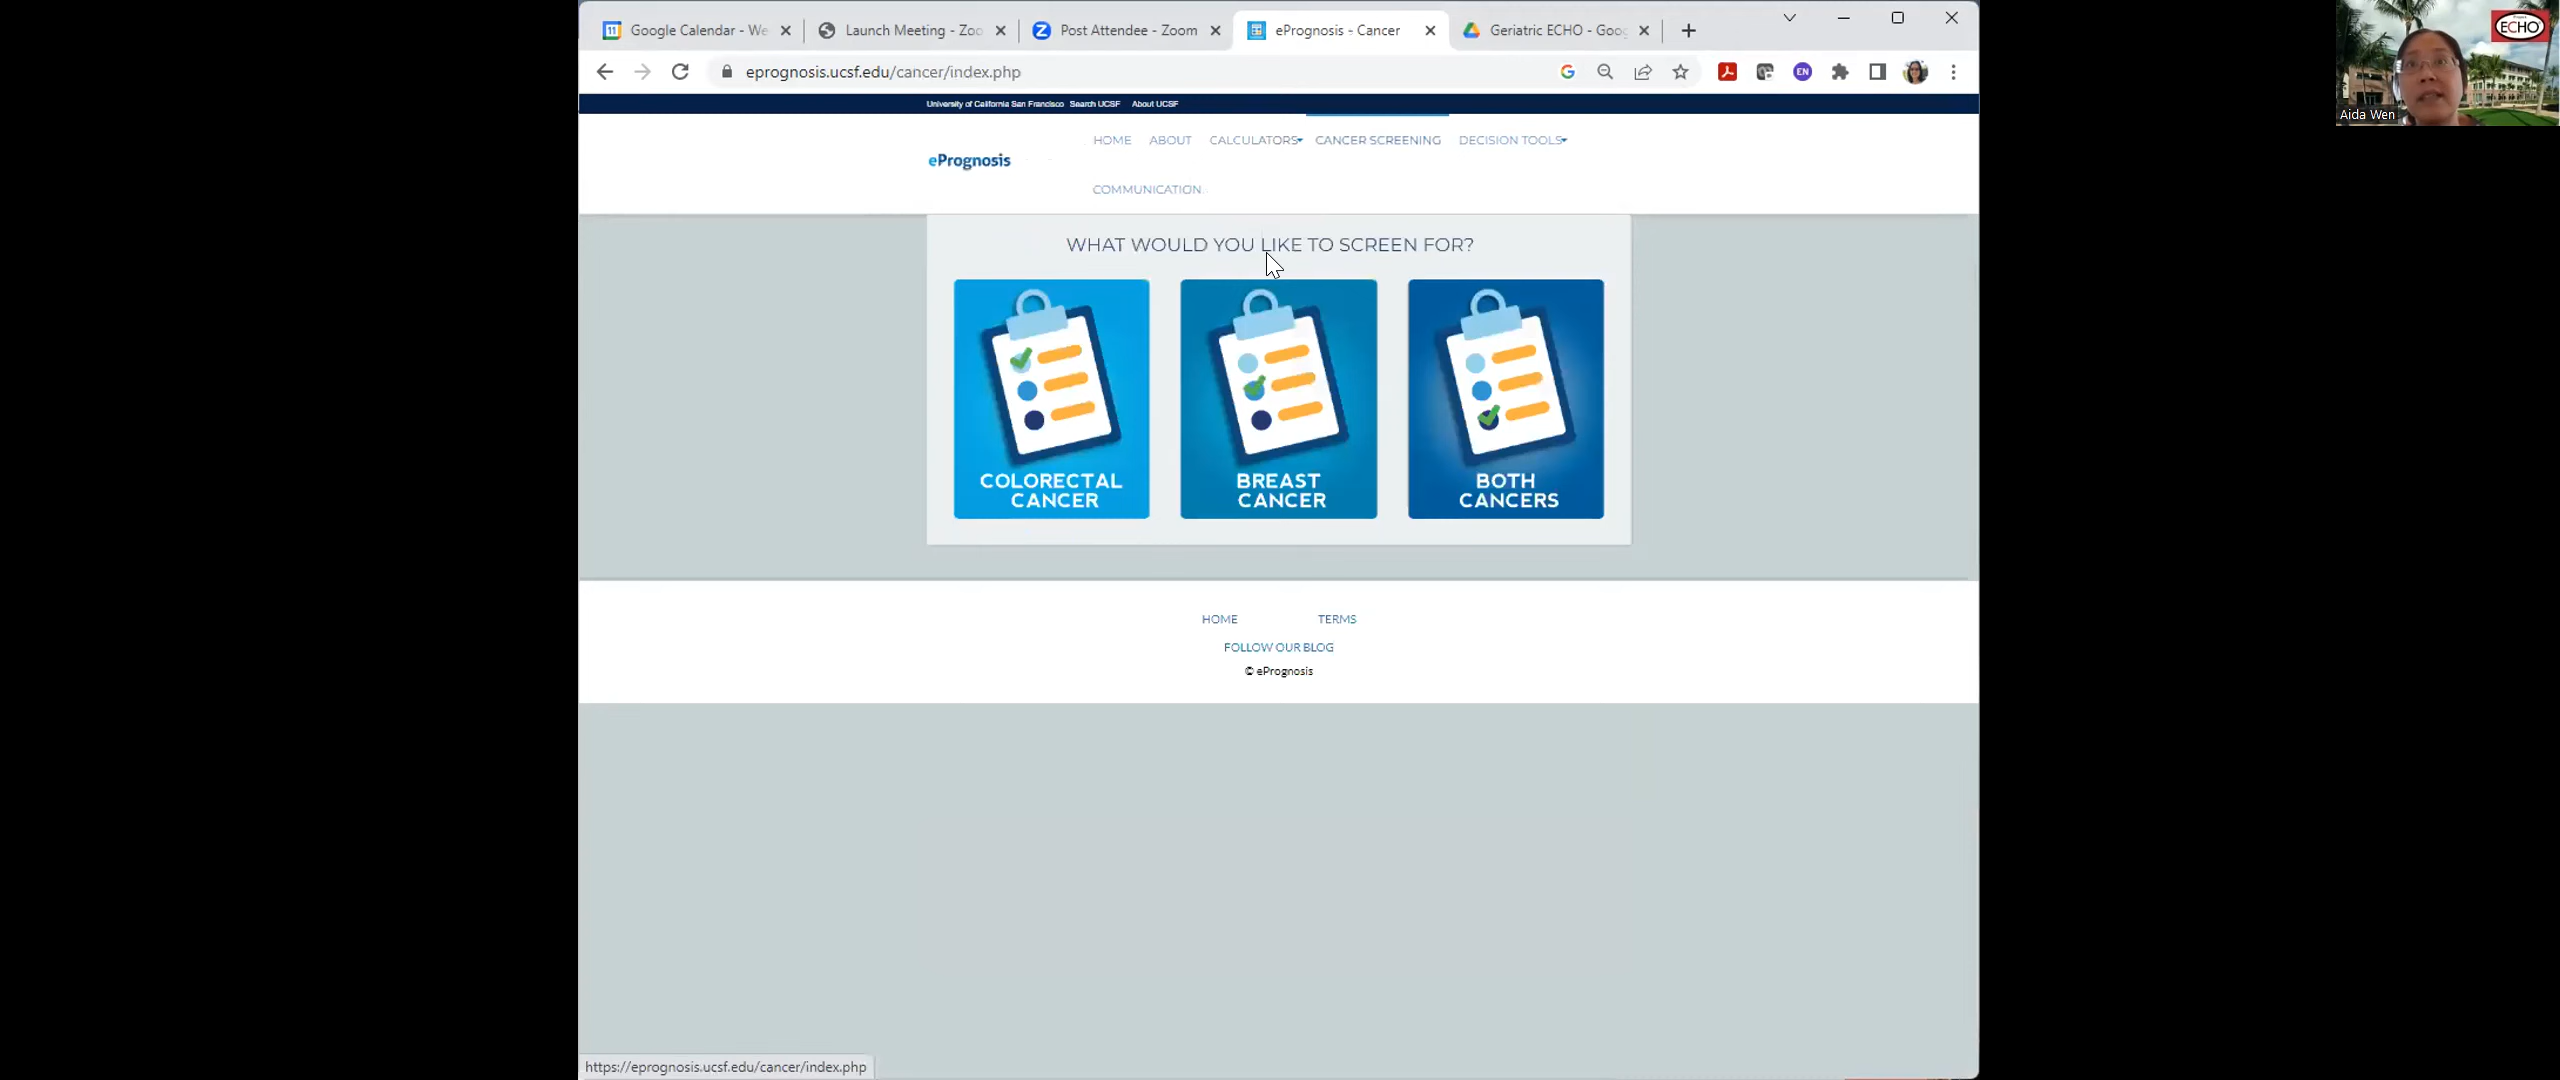 Google Calendar - We
Launch Meeting - Zoo
Post Attendee - Zoom
ePrognosis - Cancer
Geriatric ECHO - Goog
eprognosis.ucsf.edu/cancer/index.php
EN
University of California San Francisco Search UCSF About UCSF
HOME ABOUT CALCULATORS CANCER SCREENING DECISION TOOLS
ePrognosis
COMMUNICATION
WHAT WOULD YOU LIKE TO SCREEN FOR?
COLORECTAL
CANCER
BREAST
CANCER
BOTH
CANCERS
HOME TERMS
FOLLOW OUR BLOG
© ePrognosis
https://eprognosis.ucsf.edu/cancer/index.php
ECHO
Aida Wen